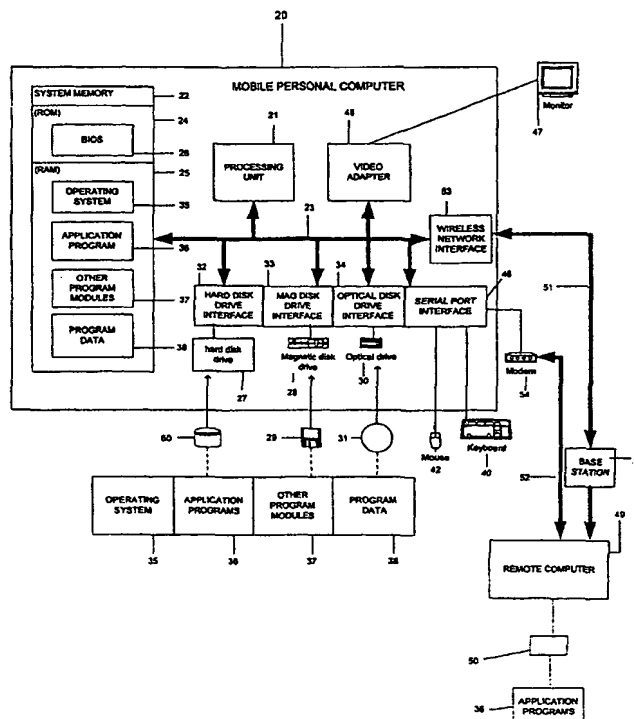 20
MOBILE PERSONAL COMPUTER
SYSTEM MEMORY
22
(ROM)
24
BIOS
26
(RAM)
25
OPERATING
SYSTEM
35
APPLICATION
PROGRAM
36
OTHER
PROGRAM
MODULES
37
PROGRAM
DATA
38
21
PROCESSING
UNIT
48
VIDEO
ADAPTER
Monitor
47
23
53
WIRELESS
NETWORK
INTERFACE
32
HARD DISK
DRIVE
INTERFACE
33
MAG DISK
DRIVE
INTERFACE
34
OPTICAL DISK
DRIVE
INTERFACE
SERIAL PORT
INTERFACE
46
51
hard disk
drive
27
Magnetic disk
drive
28
Optical drive
30
Modem
54
60
29
31
Mouse
42
Keyboard
40
52
BASE
STATION
OPERATING
SYSTEM
35
APPLICATION
PROGRAMS
36
OTHER
PROGRAM
MODULES
37
PROGRAM
DATA
38
49
REMOTE COMPUTER
50
36
APPLICATION
PROGRAMS